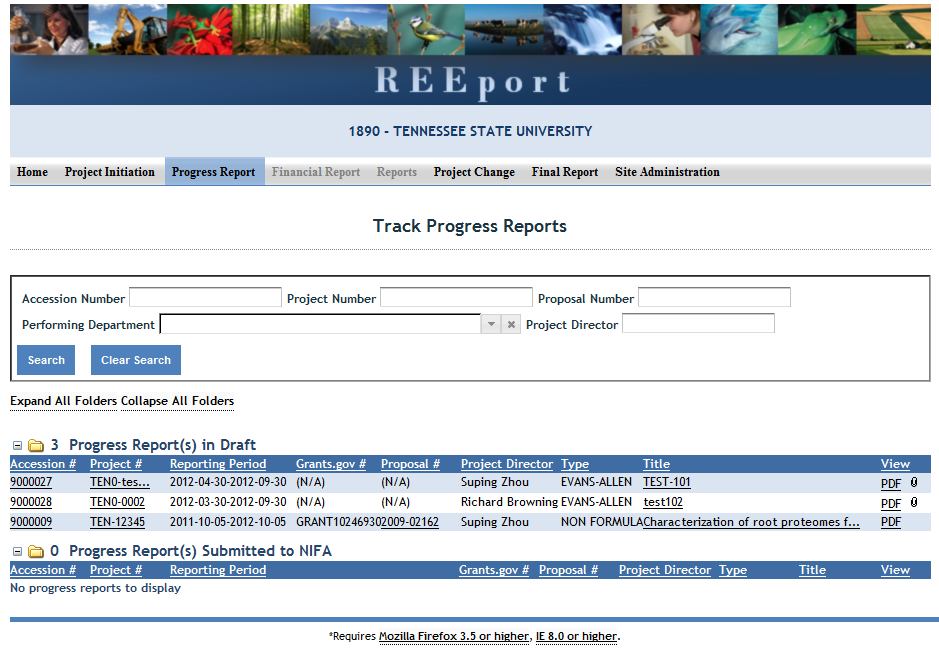 REEport
1890 - TENNESSEE STATE UNIVERSITY
Home Project Initiation Progress Report Financial Report Reports Project Change Final Report Site Administration
Track Progress Reports
Accession Number Project Number Proposal Number
Performing Department Project Director
Search Clear Search
Expand All Folders Collapse All Folders
3 Progress Report(s) in Draft
Accession # Project # Reporting Period Grants.gov # Proposal # Project Director Type Title View
9000027 TEN0-tes... 2012-04-30-2012-09-30 (N/A) (N/A) Suping Zhou EVANS-ALLEN TEST-101 PDF
9000028 TEN0-0002 2012-03-30-2012-09-30 (N/A) (N/A) Richard Browning EVANS-ALLEN test102 PDF
9000009 TEN-12345 2011-10-05-2012-10-05 GRANT10246930 2009-02162 Suping Zhou NON FORMULA Characterization of root proteomes f... PDF
0 Progress Report(s) Submitted to NIFA
Accession # Project # Reporting Period Grants.gov # Proposal # Project Director Type Title View
No progress reports to display
*Requires Mozilla Firefox 3.5 or higher, IE 8.0 or higher.